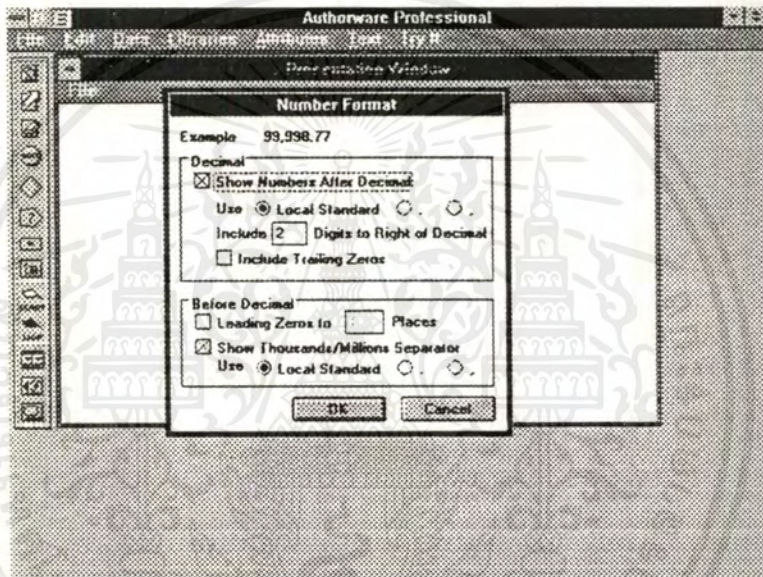 Authorware Professional
File Edit Data Libraries Attributes Text Try It
Presentation Window
File
Number Format
Example 99,998.77
Decimal
Show Numbers After Decimal
Use Local Standard . ,
Include 2 Digits to Right of Decimal
Include Trailing Zeros
Before Decimal
Leading Zeros to Places
Show Thousands/Millions Separator
Use Local Standard . ,
OK Cancel